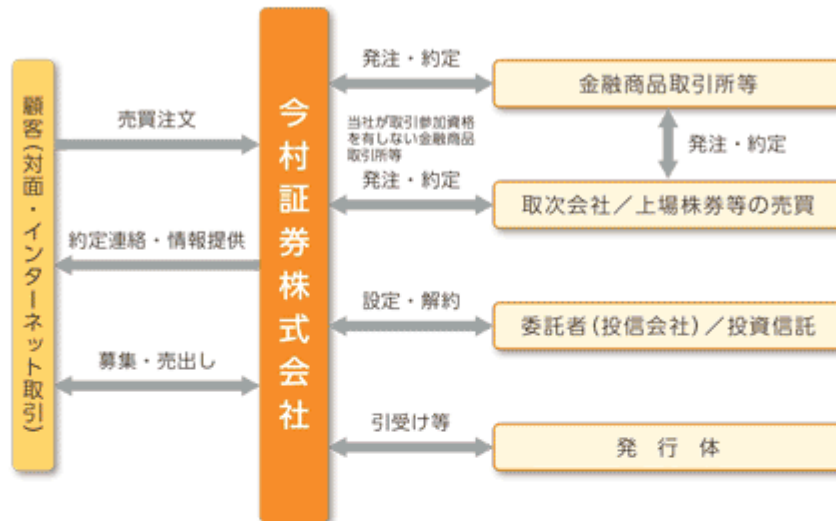 顧客(対面・インターネット取引)
売買注文
約定連絡・情報提供
募集・売出し
今村証券株式会社
発注・約定
当社が取引参加資格
を有しない金融商品
取引所等
発注・約定
設定・解約
引受け等
金融商品取引所等
発注・約定
取次会社/上場株券等の売買
委託者(投信会社)/投資信託
発 行 体